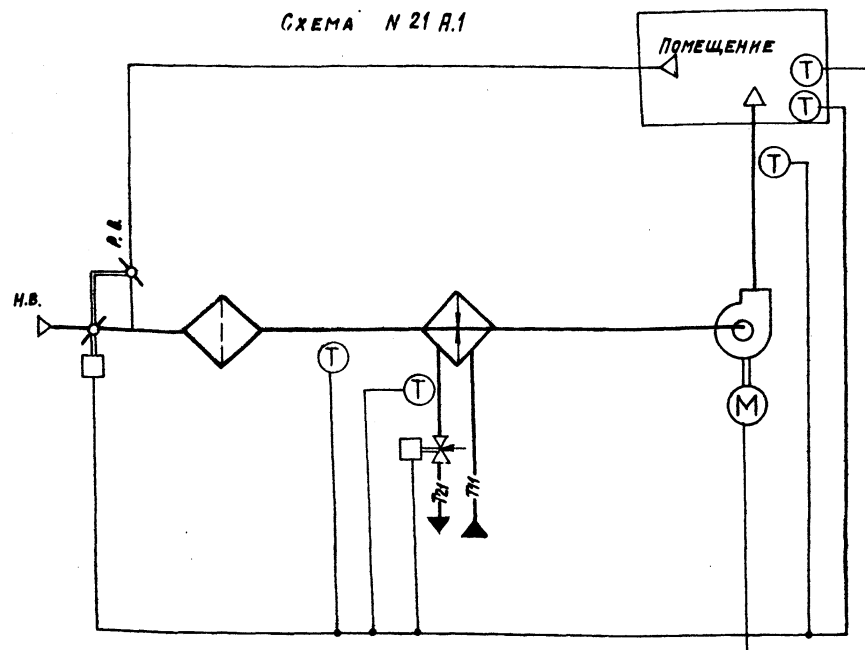 СХЕМА N 21 А.1
ПОМЕЩЕНИЕ
Т
Т
Т
Р.В.
Н.В.
Т
Т
М
Т21
Т11